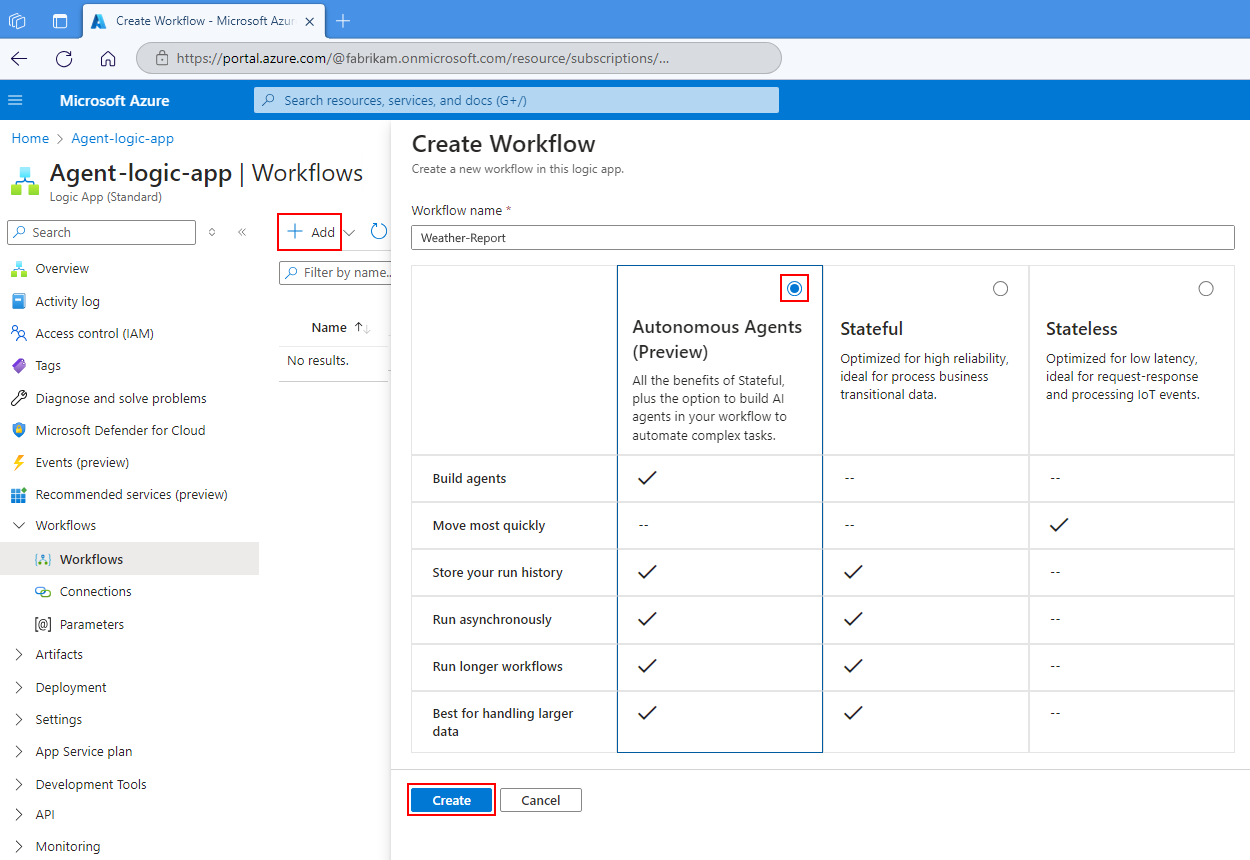 Create Workflow - Microsoft Azur
https://portal.azure.com/@fabrikam.onmicrosoft.com/resource/subscriptions/...
Microsoft Azure
Search resources, services, and docs (G+/)
Home > Agent-logic-app
Agent-logic-app | Workflows
Logic App (Standard)
Search
Overview
Activity log
Access control (IAM)
Tags
Diagnose and solve problems
Microsoft Defender for Cloud
Events (preview)
Recommended services (preview)
Workflows
Workflows
Connections
[@] Parameters
Artifacts
Deployment
Settings
App Service plan
Development Tools
API
Monitoring
Add
Filter by name...
Name
No results.
Create Workflow
Create a new workflow in this logic app.
Workflow name *
Weather-Report
Autonomous Agents
(Preview)
All the benefits of Stateful,
plus the option to build AI
agents in your workflow to
automate complex tasks.
Stateful
Optimized for high reliability,
ideal for process business
transitional data.
Stateless
Optimized for low latency,
ideal for request-response
and processing IoT events.
Build agents ✓ -- --
Move most quickly -- -- ✓
Store your run history ✓ ✓ --
Run asynchronously ✓ ✓ --
Run longer workflows ✓ ✓ --
Best for handling larger
data ✓ ✓ --
Create
Cancel